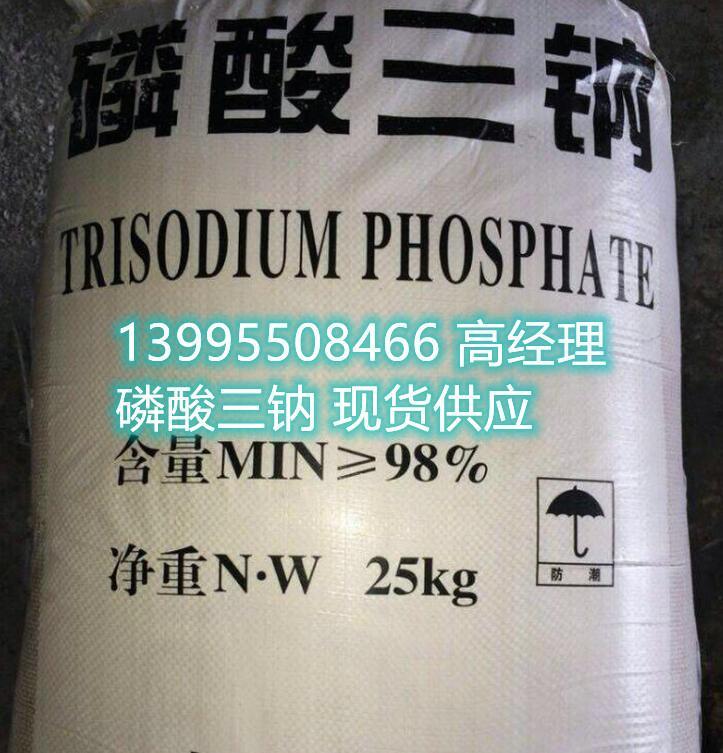 磷酸三钠
TRISODIUM PHOSPHATE
13995508466 高经理
磷酸三钠 现货供应
含量MIN≥98%
净重N·W 25kg
防潮